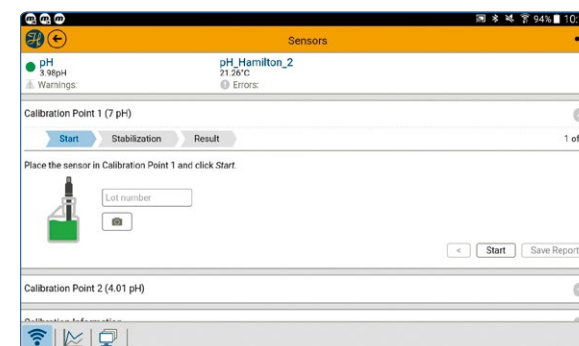 94% 10:
Sensors
pH
3.98pH
Warnings:
pH_Hamilton_2
21.26°C
Errors:
Calibration Point 1 (7 pH)
Start Stabilization Result
1 of
Place the sensor in Calibration Point 1 and click Start.
Lot number
< Start Save Report
Calibration Point 2 (4.01 pH)
Calibration Information